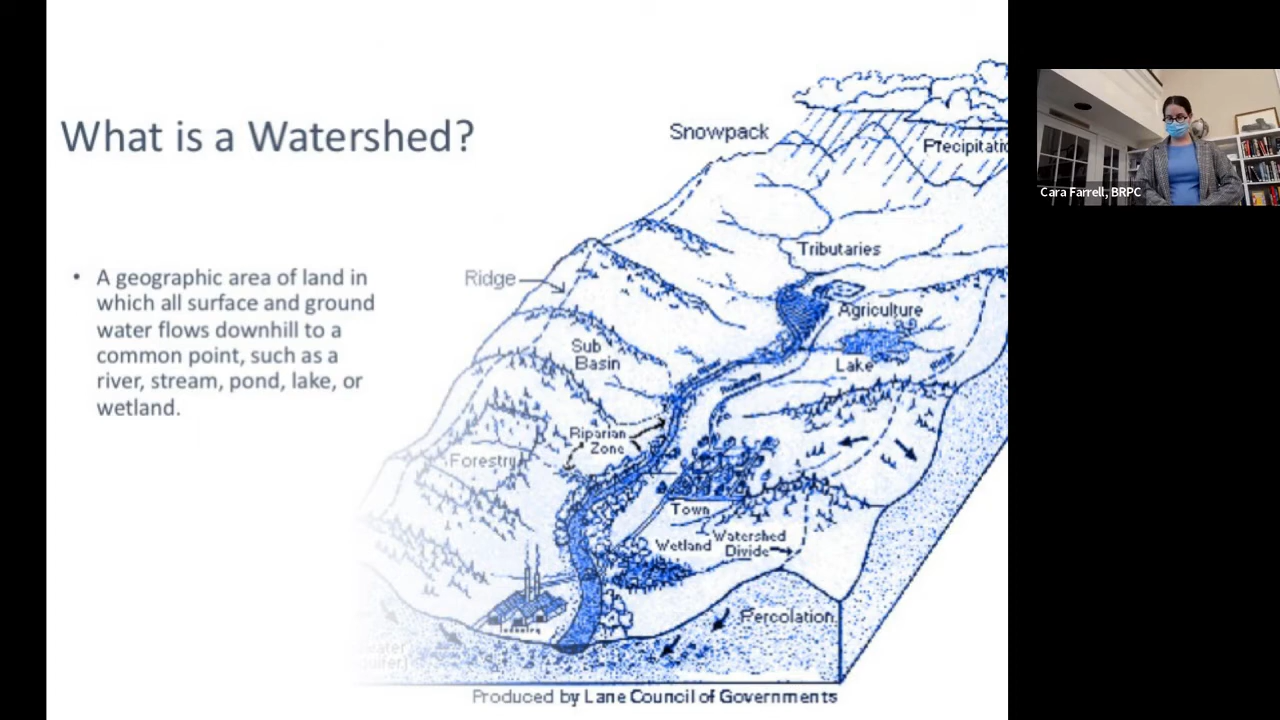 What is a Watershed?
• A geographic area of land in
which all surface and ground
water flows downhill to a
common point, such as a
river, stream, pond, lake, or
wetland.
Snowpack
Precipitatio
Tributaries
Ridge
Agriculture
Sub
Basin
Lake
Riparian
Zone
Forestry
Town
Wetland
Watershed
Divide
Percolation
Industry
Produced by Lane Council of Governments
Cara Farrell, BRPC